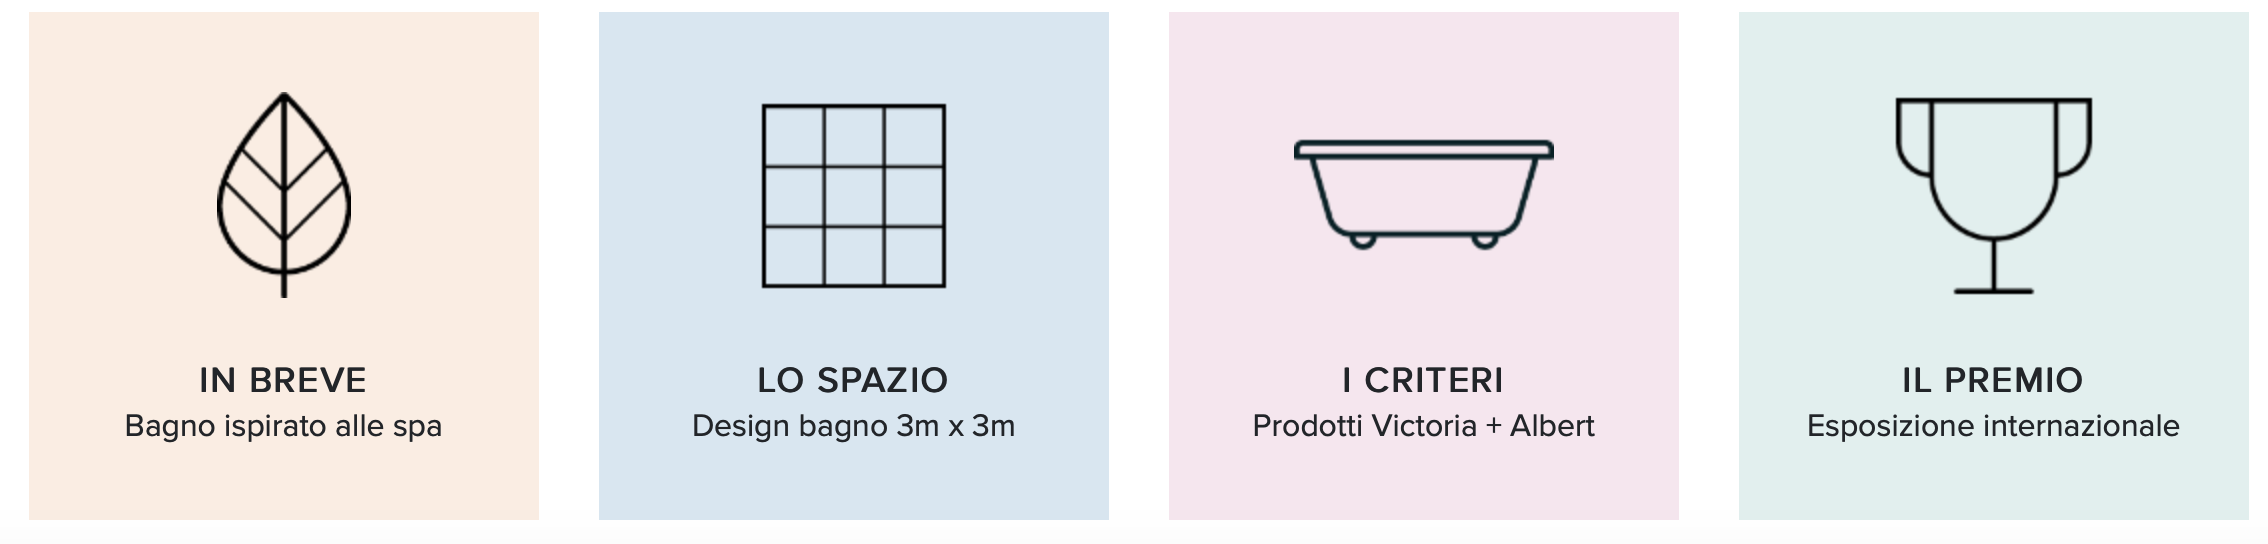 IN BREVE
Bagno ispirato alle spa
LO SPAZIO
Design bagno 3m x 3m
I CRITERI
Prodotti Victoria + Albert
IL PREMIO
Esposizione internazionale